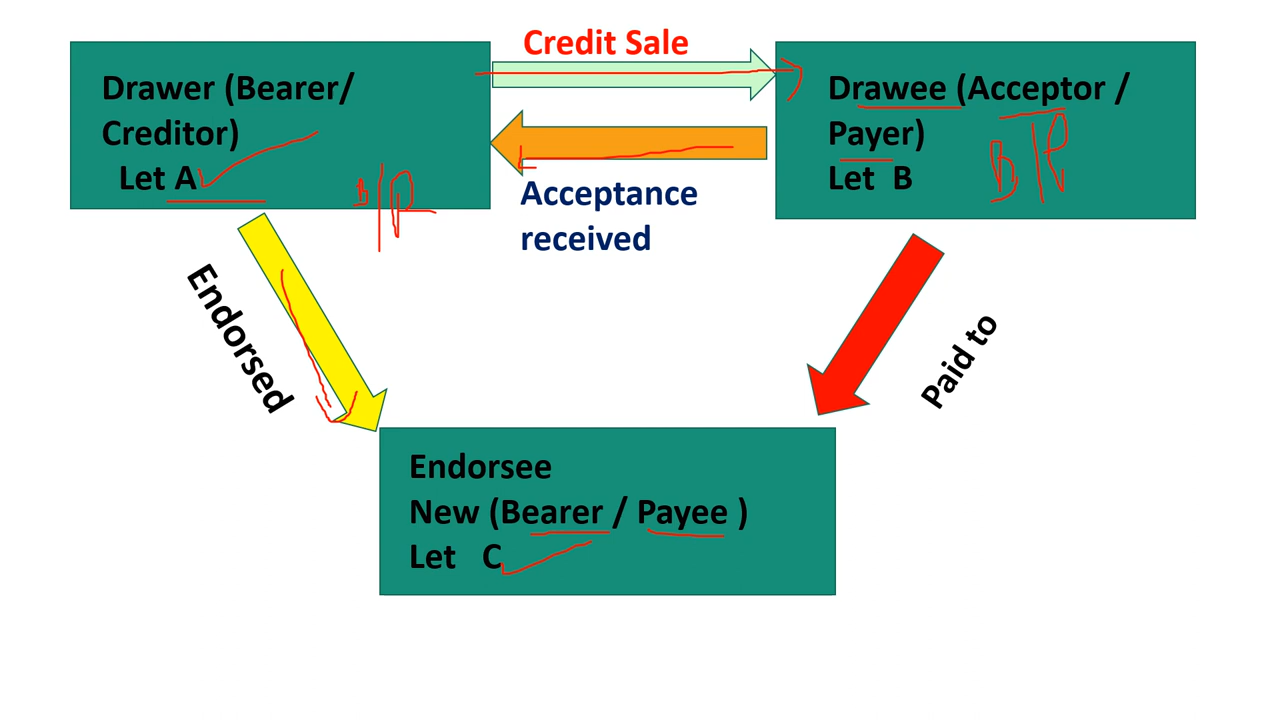 Credit Sale
Drawer (Bearer/
Creditor)
Let A
B/R
Drawee (Acceptor /
Payer)
Let B
B/P
Acceptance
received
Endorsed
Paid to
Endorsee
New (Bearer / Payee )
Let C